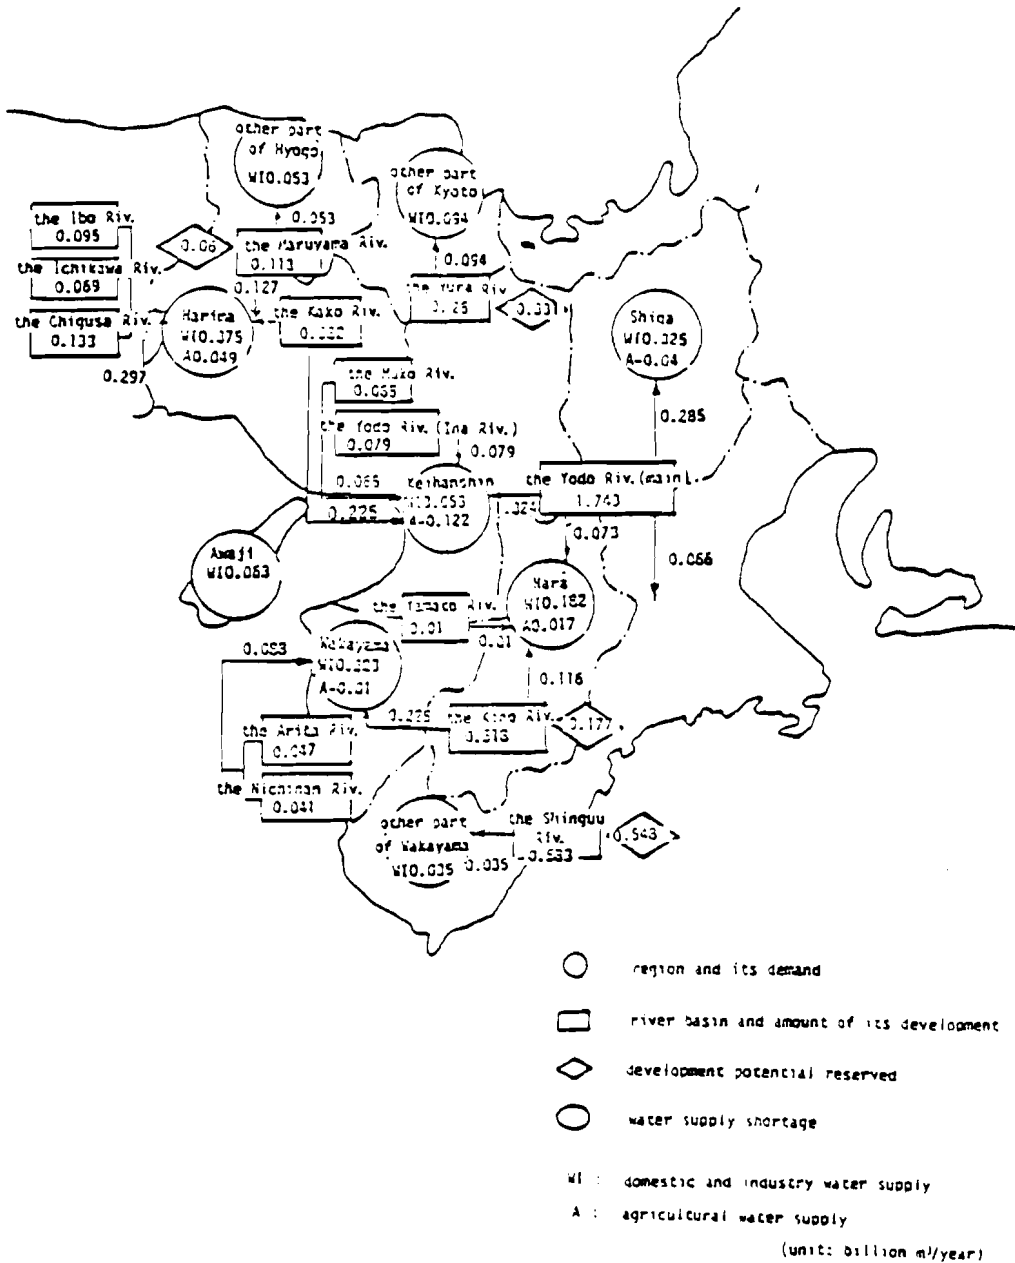 other part
of Hyogo
WI0.053
other part
of Kyoto
WI0.094
the Ibo Riv.
0.095
0.053
0.06
the Maruyama Riv.
0.113
0.094
the Ichikawa Riv.
0.069
0.127
the Yura Riv
the Chigusa Riv.
0.133
Harima
A0.049
the Kako Riv.
Shiga
A-0.04
0.297
the Muko Riv.
0.065
0.285
the Yodo Riv.(Ina Riv.)
0.079
0.079
0.065
Keihanshin
A-0.122
the Yodo Riv.(main)
1.743
0.225
0.073
0.066
Awaji
WI0.063
Nara
WI0.182
A0.017
the Yamato Riv.
0.01
0.01
Wakayama
A-0.01
0.116
0.225
the Arita Riv.
0.047
0.177
the Nichinan Riv.
0.041
other part
of Wakayama
WI0.035
0.035
the Shinguu
Riv.
0.543
region and its demand
river basin and amount of its development
development potential reserved
water supply shortage
WI : domestic and industry water supply
A : agricultural water supply
(unit: billion m³/year)